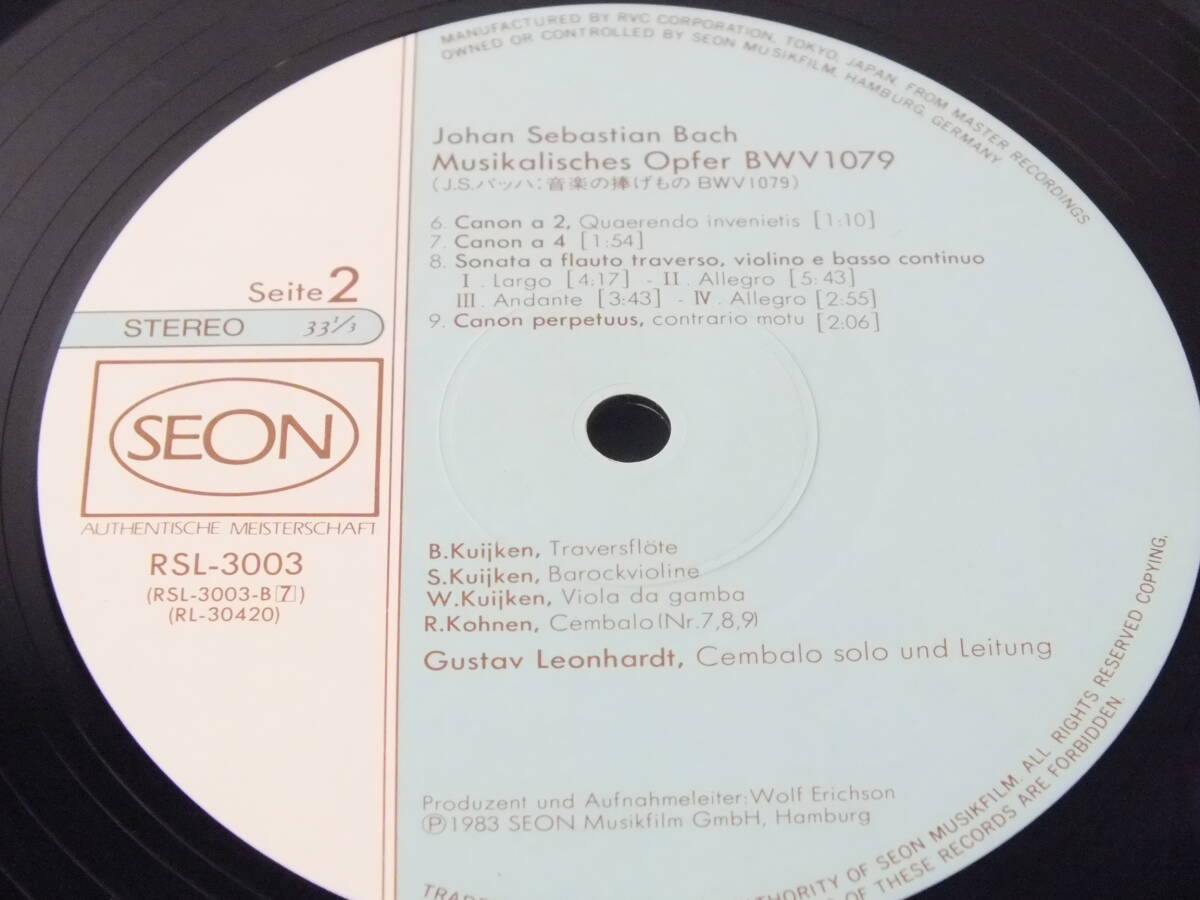 MANUFACTURED BY RVC CORPORATION, TOKYO, JAPAN, FROM MASTER RECORDINGS
OWNED OR CONTROLLED BY SEON MUSIKFILM, HAMBURG, GERMANY
Johan Sebastian Bach
Musikalisches Opfer BWV1079
(J.S.バッハ:音楽の捧げもの BWV1079)
6. Canon a 2, Quaerendo invenietis [1:10]
7. Canon a 4 [1:54]
8. Sonata a flauto traverso, violino e basso continuo
I. Largo [4:17] - II. Allegro [5:43]
III. Andante [3:43] - IV. Allegro [2:55]
9. Canon perpetuus, contrario motu [2:06]
Seite 2
STEREO 33 1/3
SEON
AUTHENTISCHE MEISTERSCHAFT
RSL-3003
(RSL-3003-B[7])
(RL-30420)
B.Kuijken, Traversflöte
S.Kuijken, Barockvioline
W.Kuijken, Viola da gamba
R.Kohnen, Cembalo(Nr.7,8,9)
Gustav Leonhardt, Cembalo solo und Leitung
Produzent und Aufnahmeleiter:Wolf Erichson
Ⓟ1983 SEON Musikfilm GmbH, Hamburg
OF SEON MUSIKFILM. ALL RIGHTS RESERVED COPYING,
OF THESE RECORDS ARE FORBIDDEN.